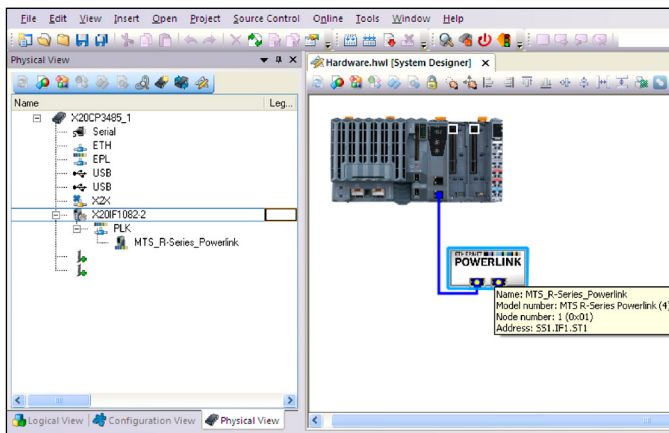 File Edit View Insert Open Project Source Control Online Tools Window Help
Physical View
Hardware.hwl [System Designer]
Name Leg...
X20CP3485_1
Serial
ETH
EPL
USB
USB
X2X
X20IF1082-2
PLK
MTS_R-Series_Powerlink
ETHERNET
POWERLINK
Name: MTS_R-Series_Powerlink
Model number: MTS R-Series Powerlink (4)
Node number: 1 (0x01)
Address: SS1.IF1.ST1
Logical View Configuration View Physical View